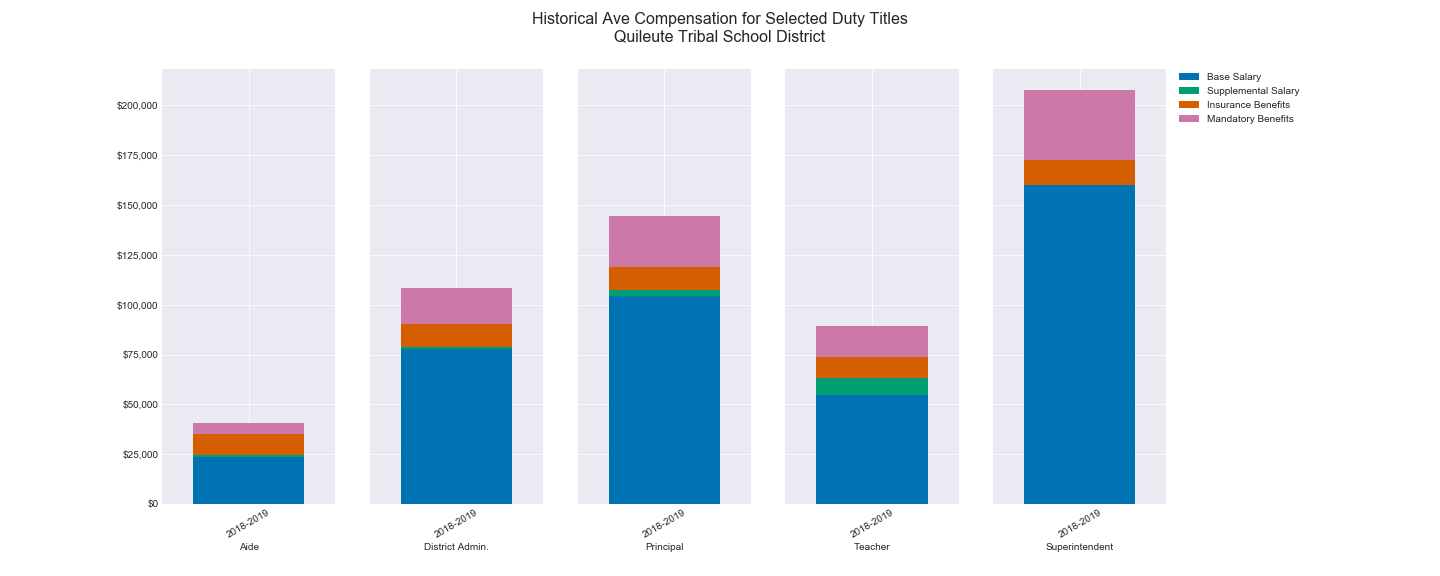 Historical Ave Compensation for Selected Duty Titles
Quileute Tribal School District
Base Salary
Supplemental Salary
Insurance Benefits
Mandatory Benefits
$200,000
$175,000
$150,000
$125,000
$100,000
$75,000
$50,000
$25,000
$0
2018-2019
2018-2019
2018-2019
2018-2019
2018-2019
Aide
District Admin.
Principal
Teacher
Superintendent